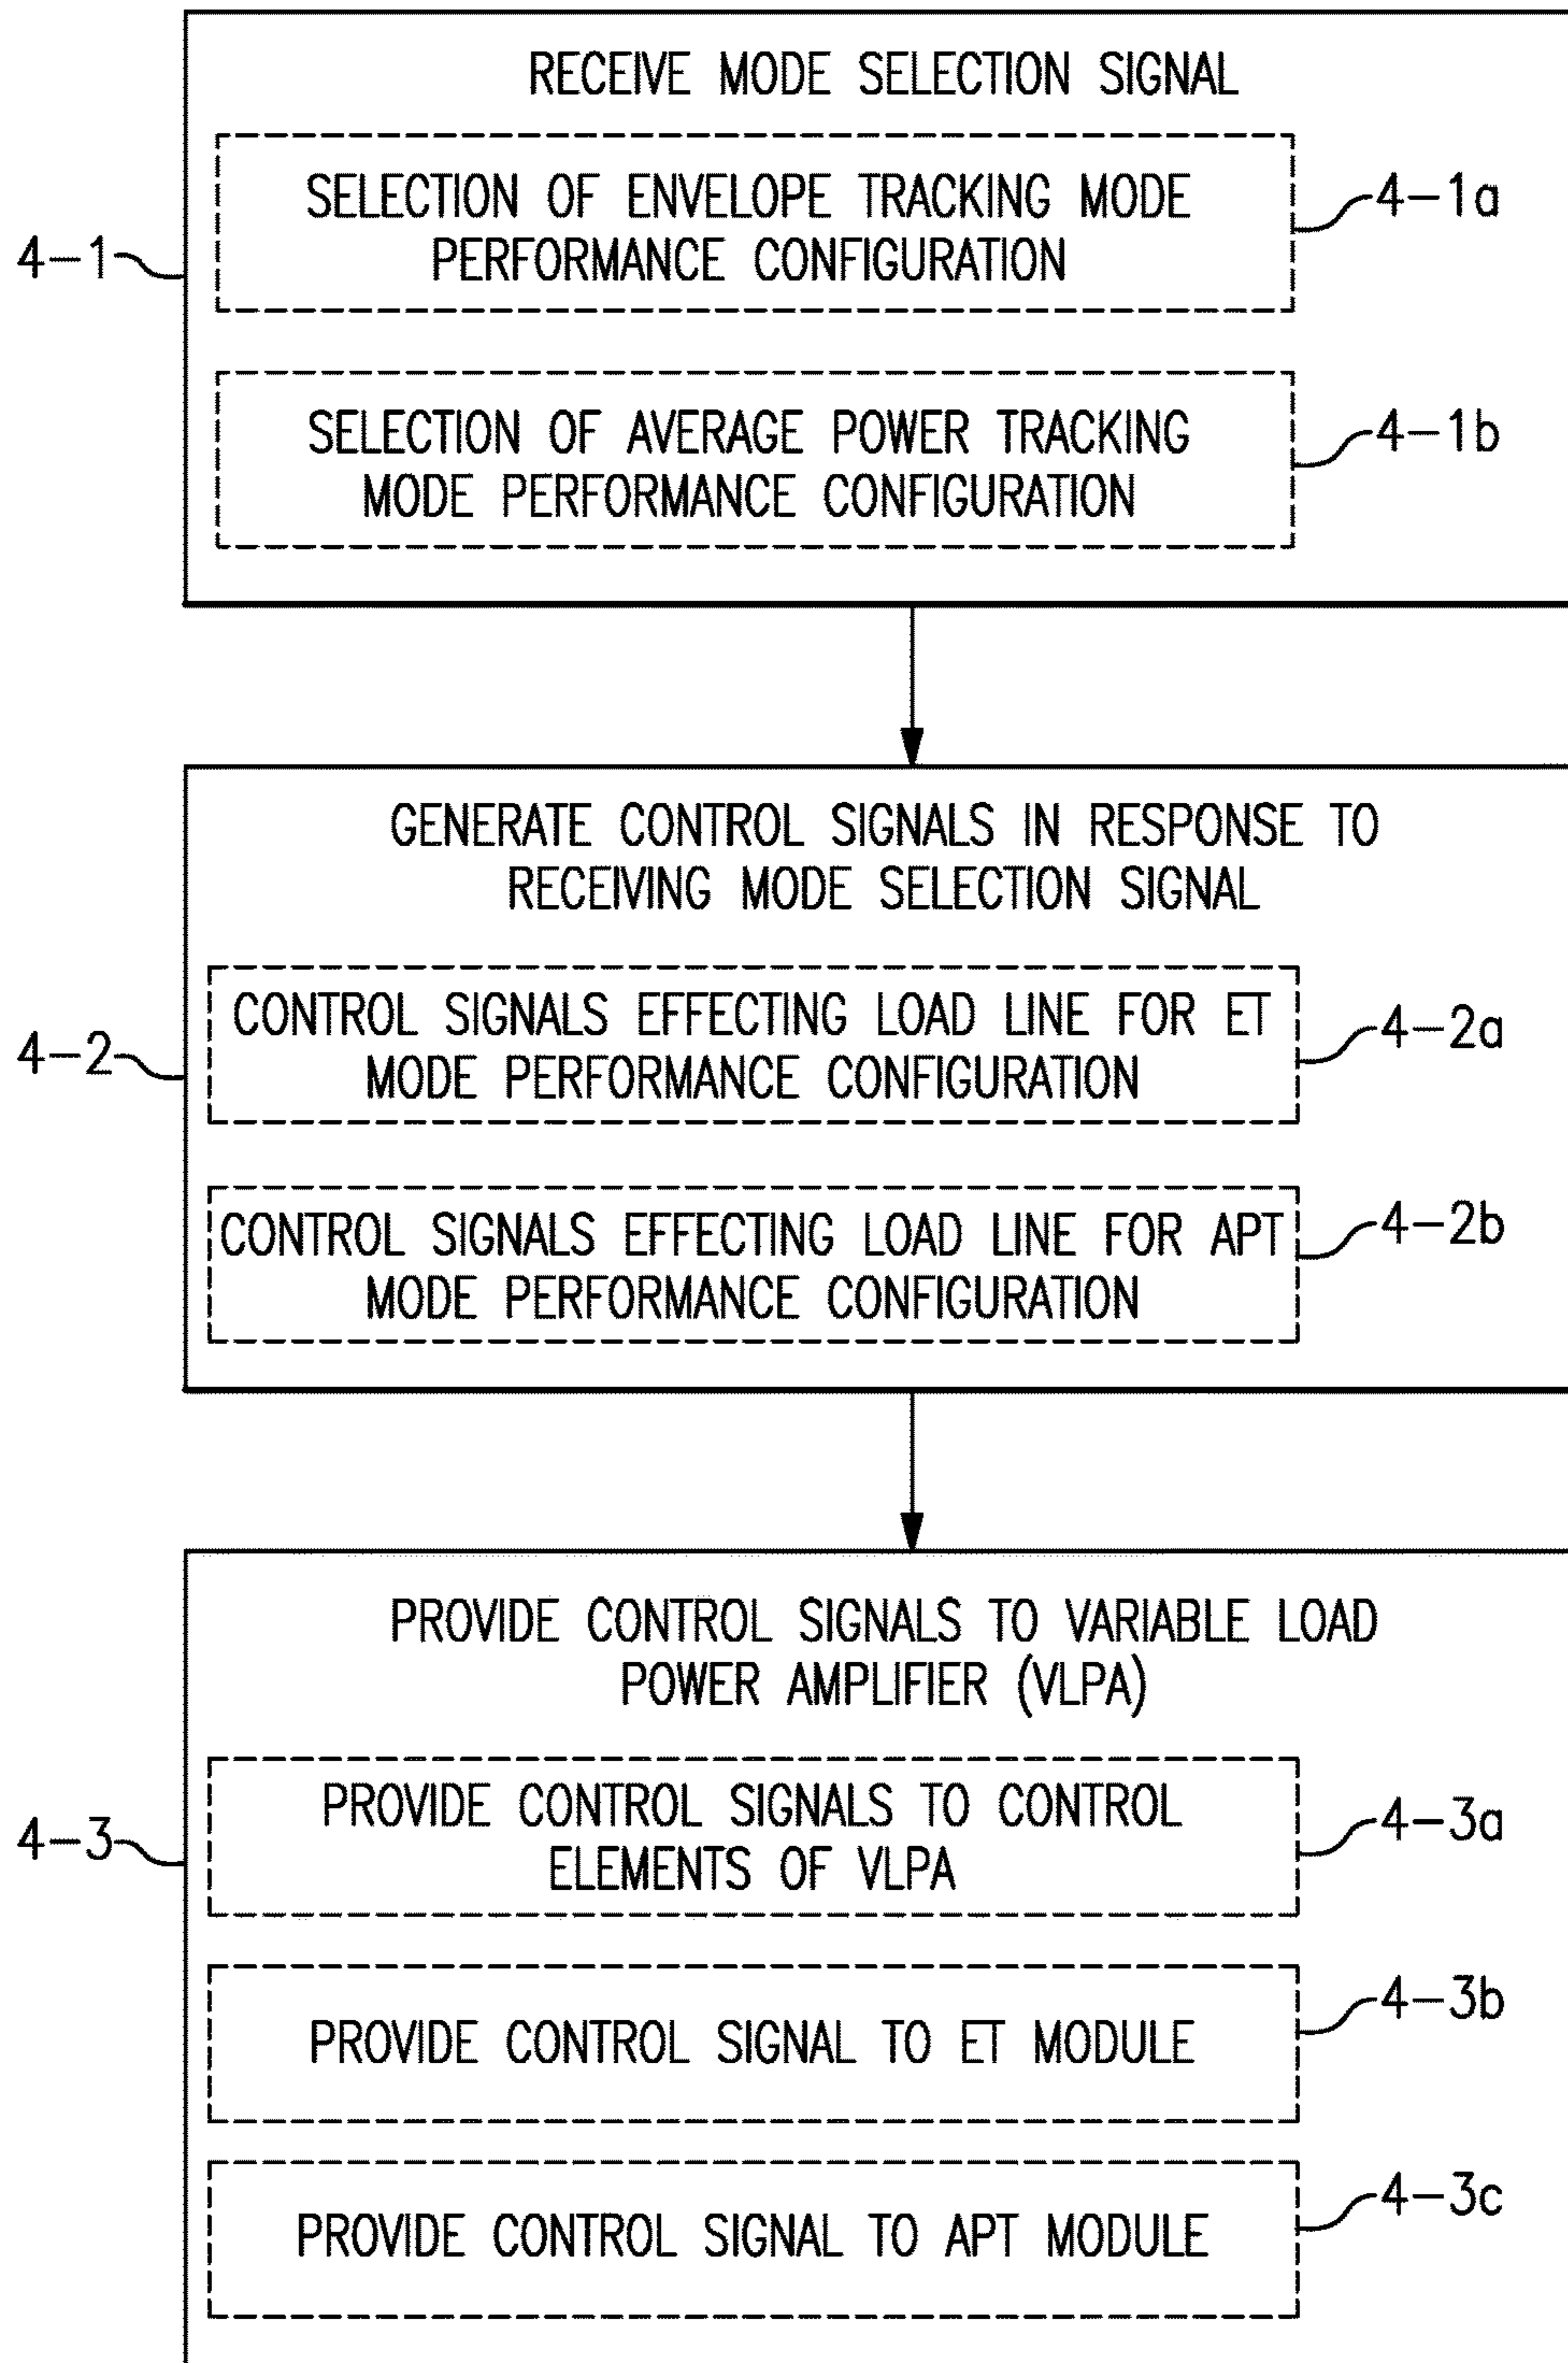 RECEIVE MODE SELECTION SIGNAL
SELECTION OF ENVELOPE TRACKING MODE
PERFORMANCE CONFIGURATION
4-1a
4-1
SELECTION OF AVERAGE POWER TRACKING
MODE PERFORMANCE CONFIGURATION
4-1b
GENERATE CONTROL SIGNALS IN RESPONSE TO
RECEIVING MODE SELECTION SIGNAL
CONTROL SIGNALS EFFECTING LOAD LINE FOR ET
MODE PERFORMANCE CONFIGURATION
4-2a
4-2
CONTROL SIGNALS EFFECTING LOAD LINE FOR APT
MODE PERFORMANCE CONFIGURATION
4-2b
PROVIDE CONTROL SIGNALS TO VARIABLE LOAD
POWER AMPLIFIER (VLPA)
PROVIDE CONTROL SIGNALS TO CONTROL
ELEMENTS OF VLPA
4-3a
4-3
PROVIDE CONTROL SIGNAL TO ET MODULE
4-3b
PROVIDE CONTROL SIGNAL TO APT MODULE
4-3c